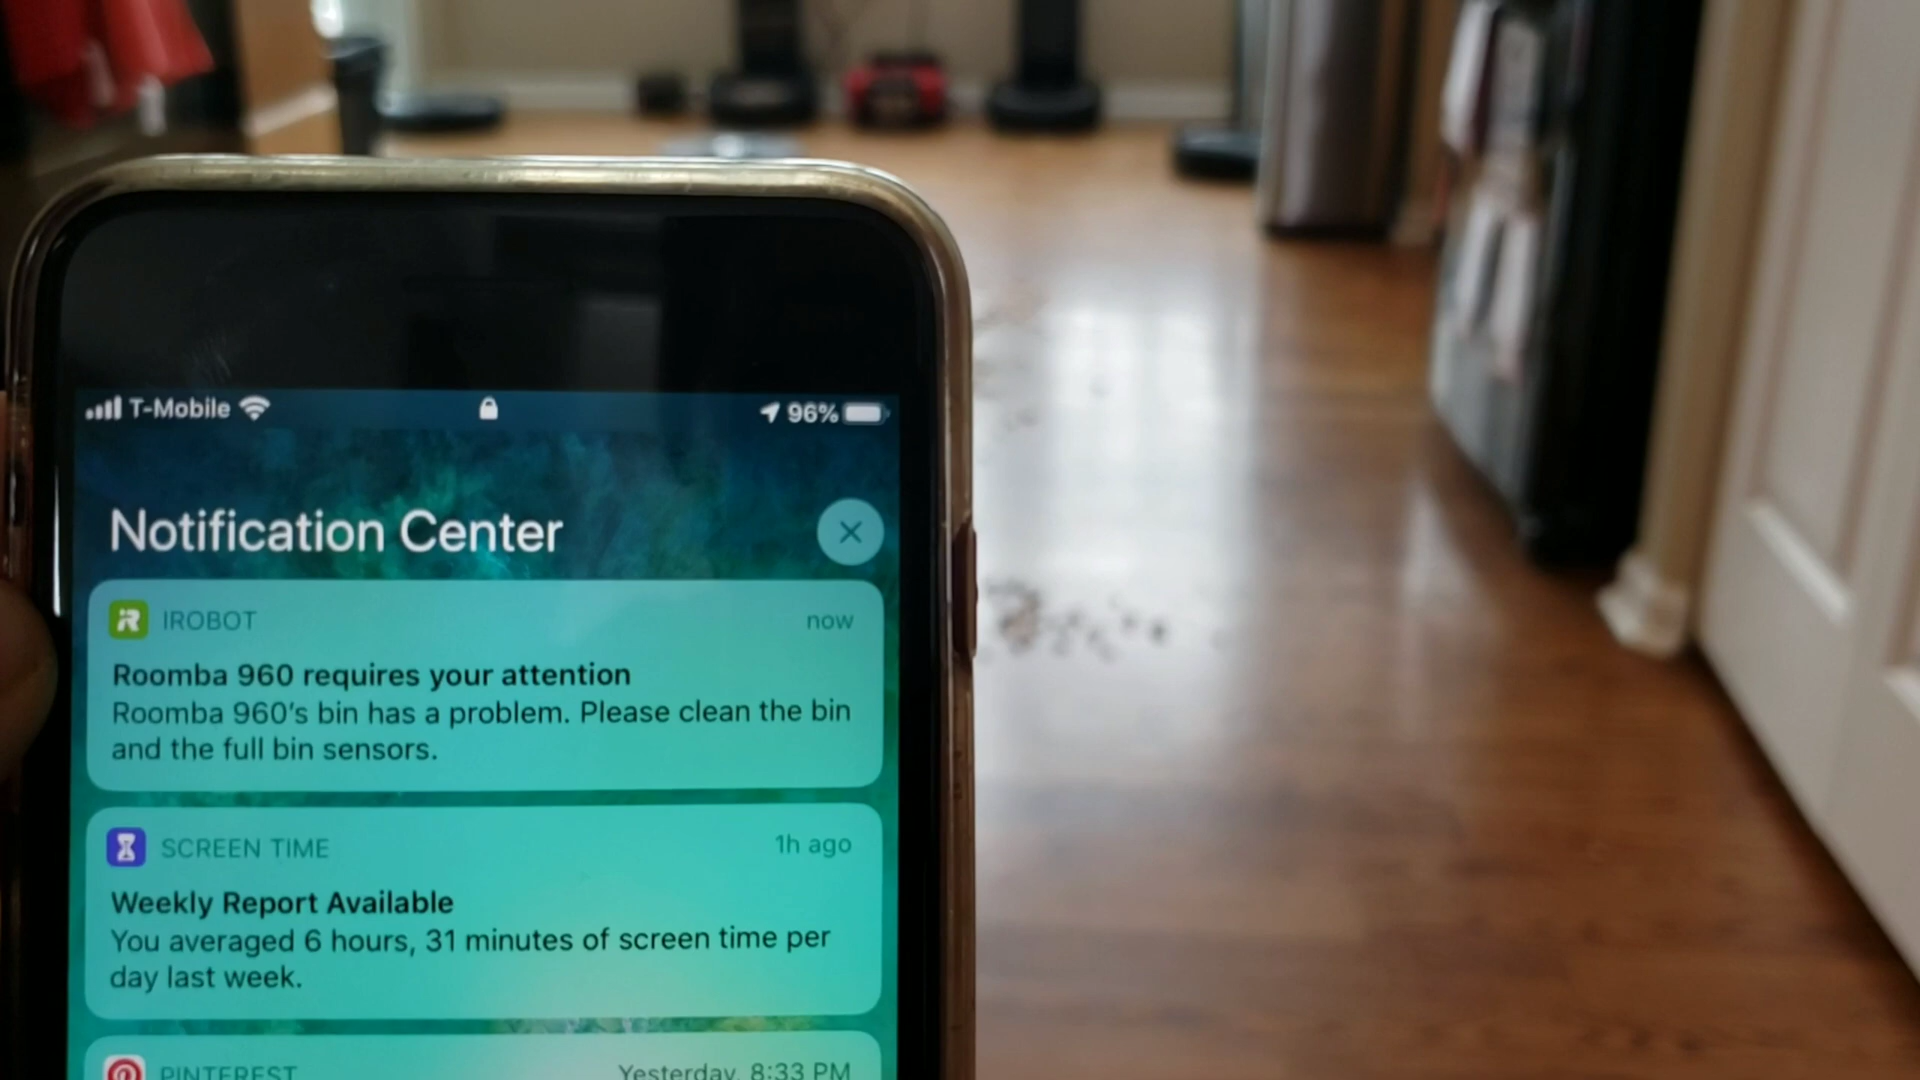 T-Mobile 96%
Notification Center
IROBOT now
Roomba 960 requires your attention
Roomba 960's bin has a problem. Please clean the bin
and the full bin sensors.
SCREEN TIME 1h ago
Weekly Report Available
You averaged 6 hours, 31 minutes of screen time per
day last week.
PINTEREST Yesterday, 8:33 PM